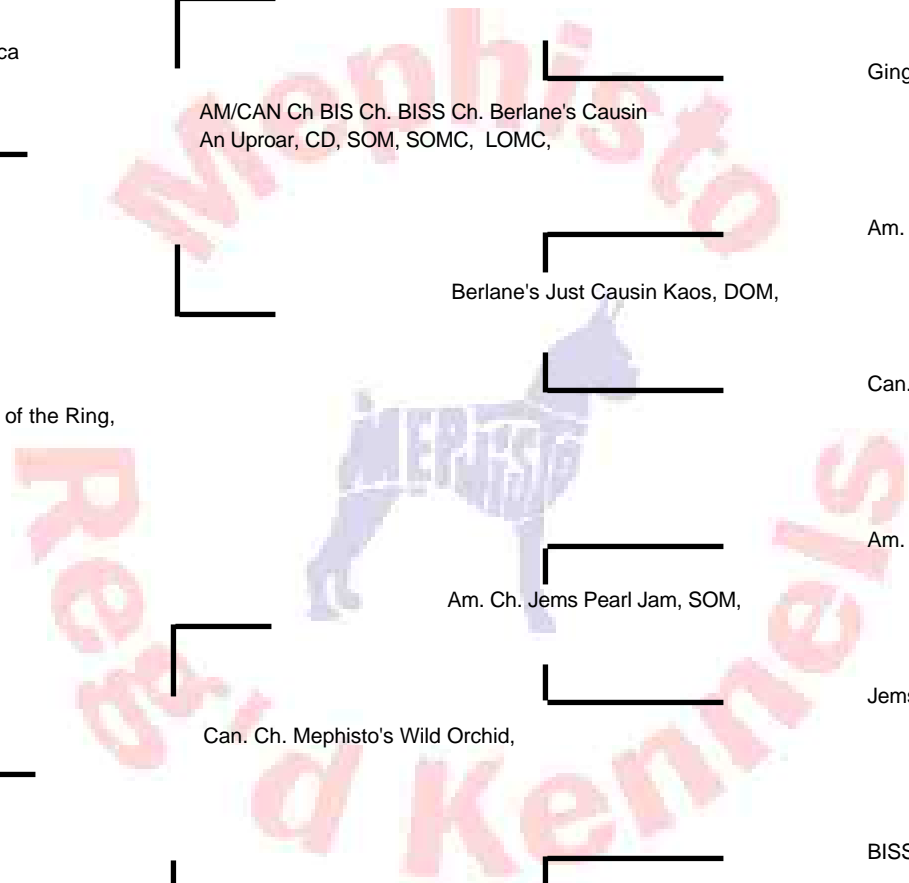 ca
Ging
AM/CAN Ch BIS Ch. BISS Ch. Berlane's Causin
An Uproar, CD, SOM, SOMC, LOMC,
Am.
Berlane's Just Causin Kaos, DOM,
Can.
of the Ring,
Am.
Am. Ch. Jems Pearl Jam, SOM,
Jems
Can. Ch. Mephisto's Wild Orchid,
BISS
Mephisto
MEPHISTO
Reg'd Kennels